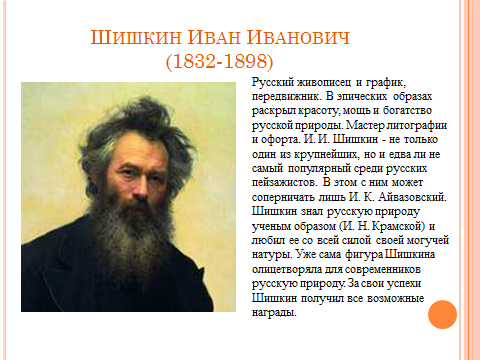 Шишкин Иван Иванович
(1832-1898)
Русский живописец и график,
передвижник. В эпических образах
раскрыл красоту, мощь и богатство
русской природы. Мастер литографии
и офорта. И. И. Шишкин - не только
один из крупнейших, но и едва ли не
самый популярный среди русских
пейзажистов. В этом с ним может
соперничать лишь И. К. Айвазовский.
Шишкин знал русскую природу
ученым образом (И. Н. Крамской) и
любил ее со всей силой своей могучей
натуры. Уже сама фигура Шишкина
олицетворяла для современников
русскую природу. За свои успехи
Шишкин получил все возможные
награды.